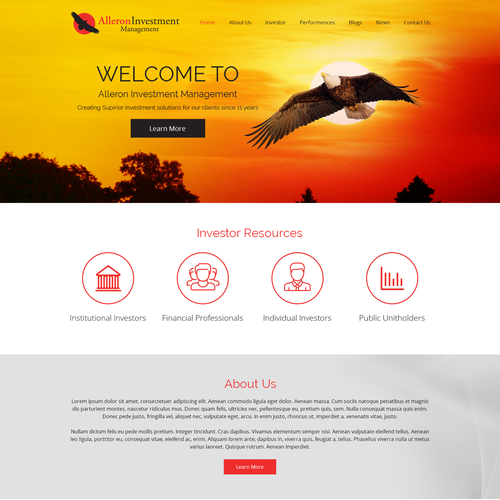 AlleronInvestment
Management
Home About Us Investor Performences Blogs News Contact Us
WELCOME TO
Alleron Investment Management
Creating Supirior investment solutions for our clients since 11 years
Learn More
Investor Resources
Institutional Investors Financial Professionals Individual Investors Public Unitholders
About Us
Lorem ipsum dolor sit amet, consectetuer adipiscing elit. Aenean commodo ligula eget dolor. Aenean massa. Cum sociis natoque penatibus et magnis
dis parturient montes, nascetur ridiculus mus. Donec quam felis, ultricies nec, pellentesque eu, pretium quis, sem. Nulla consequat massa quis enim.
Donec pede justo, fringilla vel, aliquet nec, vulputate eget, arcu. In enim justo, rhoncus ut, imperdiet a, venenatis vitae, justo.
Nullam dictum felis eu pede mollis pretium. Integer tincidunt. Cras dapibus. Vivamus elementum semper nisi. Aenean vulputate eleifend tellus. Aenean
leo ligula, porttitor eu, consequat vitae, eleifend ac, enim. Aliquam lorem ante, dapibus in, viverra quis, feugiat a, tellus. Phasellus viverra nulla ut metus
varius laoreet. Quisque rutrum. Aenean imperdiet.
Learn More